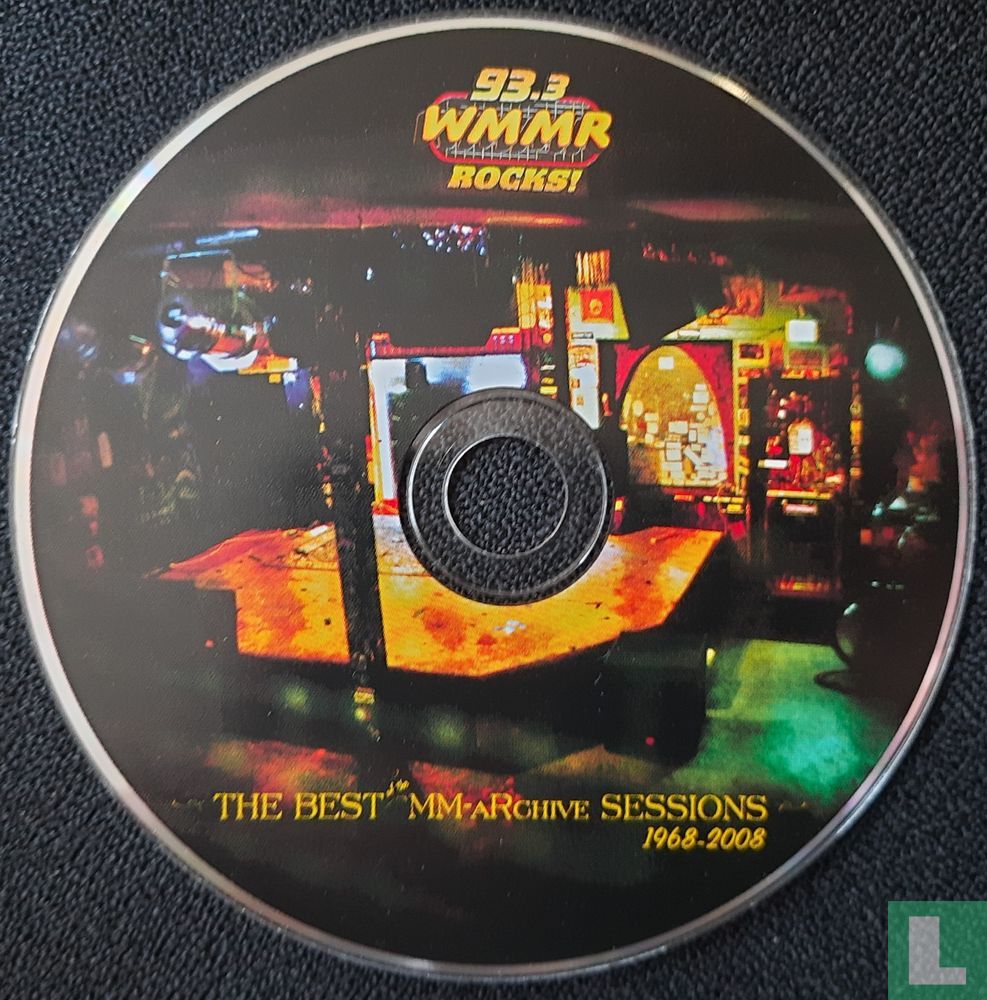 93.3
WMMR
ROCKS!
THE BEST of the MM-aRchive SESSIONS
1968-2008
L